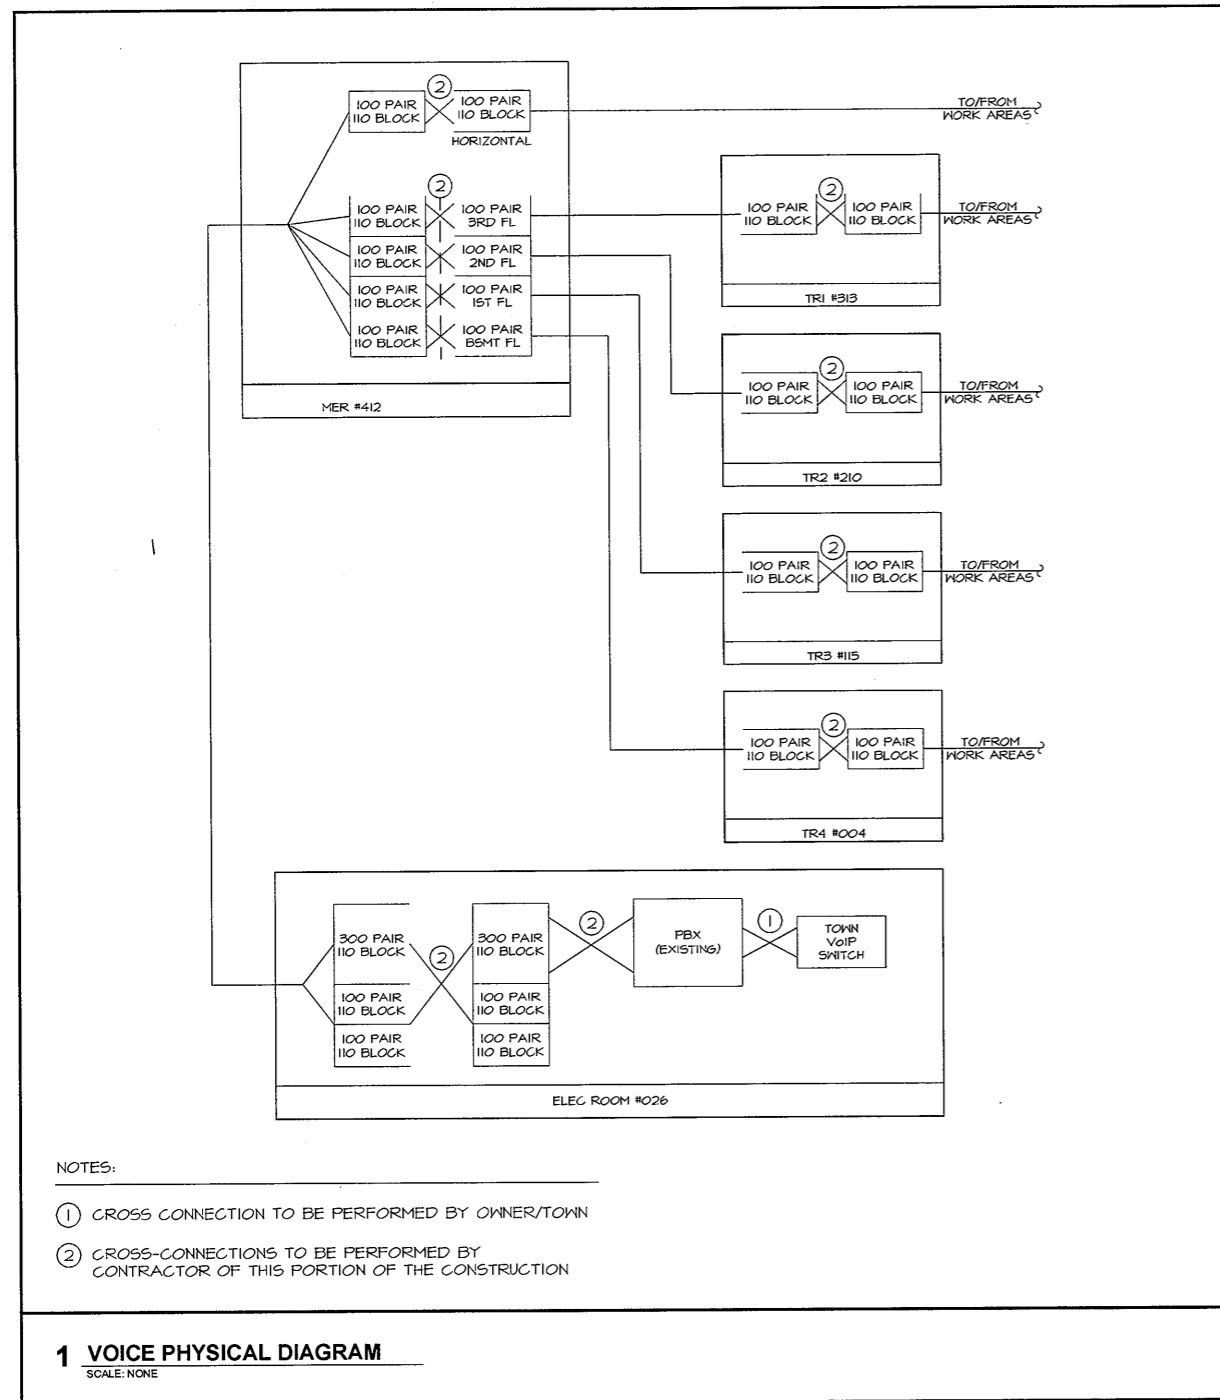 2
100 PAIR
110 BLOCK
100 PAIR
110 BLOCK
HORIZONTAL
TO/FROM
WORK AREAS
2
100 PAIR
110 BLOCK
100 PAIR
3RD FL
100 PAIR
110 BLOCK
100 PAIR
2ND FL
100 PAIR
110 BLOCK
100 PAIR
1ST FL
100 PAIR
110 BLOCK
100 PAIR
BSMT FL
MER #412
2
100 PAIR
110 BLOCK
100 PAIR
110 BLOCK
TO/FROM
WORK AREAS
TR1 #313
2
100 PAIR
110 BLOCK
100 PAIR
110 BLOCK
TO/FROM
WORK AREAS
TR2 #210
2
100 PAIR
110 BLOCK
100 PAIR
110 BLOCK
TO/FROM
WORK AREAS
TR3 #115
2
100 PAIR
110 BLOCK
100 PAIR
110 BLOCK
TO/FROM
WORK AREAS
TR4 #004
300 PAIR
110 BLOCK
100 PAIR
110 BLOCK
100 PAIR
110 BLOCK
2
300 PAIR
110 BLOCK
100 PAIR
110 BLOCK
100 PAIR
110 BLOCK
2
PBX
(EXISTING)
1
TOWN
VOIP
SWITCH
ELEC ROOM #026
NOTES:
1 CROSS CONNECTION TO BE PERFORMED BY OWNER/TOWN
2 CROSS-CONNECTIONS TO BE PERFORMED BY
CONTRACTOR OF THIS PORTION OF THE CONSTRUCTION
1 VOICE PHYSICAL DIAGRAM
SCALE: NONE